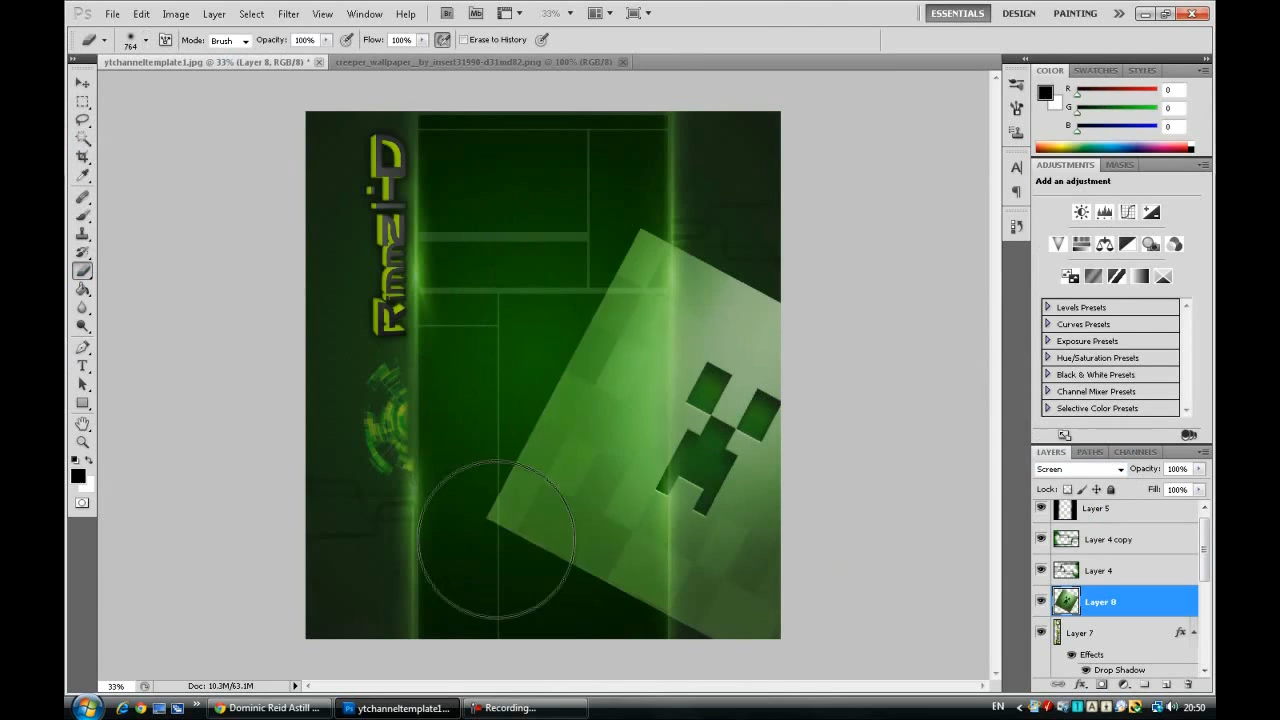 Ps File Edit Image Layer Select Filter View Window Help Br Mb 33% ESSENTIALS DESIGN PAINTING
764 Mode: Brush Opacity: 100% Flow: 100% Erase to History
ytchanneltemplate1.jpg @ 33% (Layer 8, RGB/8) * creeper_wallpaper__by_insert31990-d31md82.png @ 100% (RGB/8)
COLOR SWATCHES STYLES
R 0
G 0
B 0
ADJUSTMENTS MASKS
Add an adjustment
Levels Presets
Curves Presets
Exposure Presets
Hue/Saturation Presets
Black & White Presets
Channel Mixer Presets
Selective Color Presets
LAYERS PATHS CHANNELS
Screen Opacity: 100%
Lock: Fill: 100%
Layer 5
Layer 4 copy
Layer 4
Layer 8
Layer 7 fx
Effects
Drop Shadow
33% Doc: 10.3M/63.1M
Dominic Reid Astill ... ytchanneltemplate1... Recording... EN 20:50